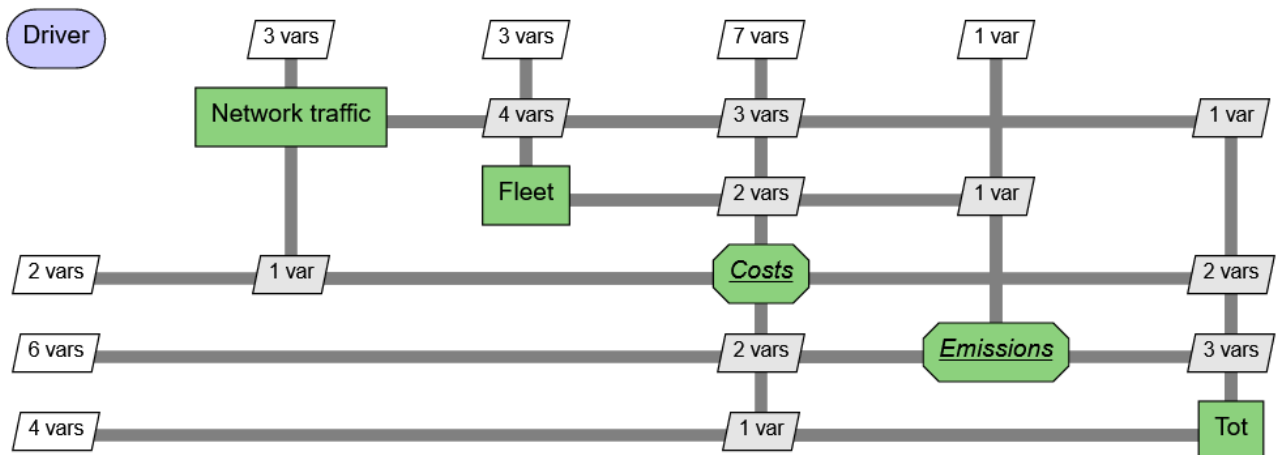 Driver
3 vars
3 vars
7 vars
1 var
Network traffic
4 vars
3 vars
1 var
Fleet
2 vars
1 var
2 vars
1 var
Costs
2 vars
6 vars
2 vars
Emissions
3 vars
4 vars
1 var
Tot